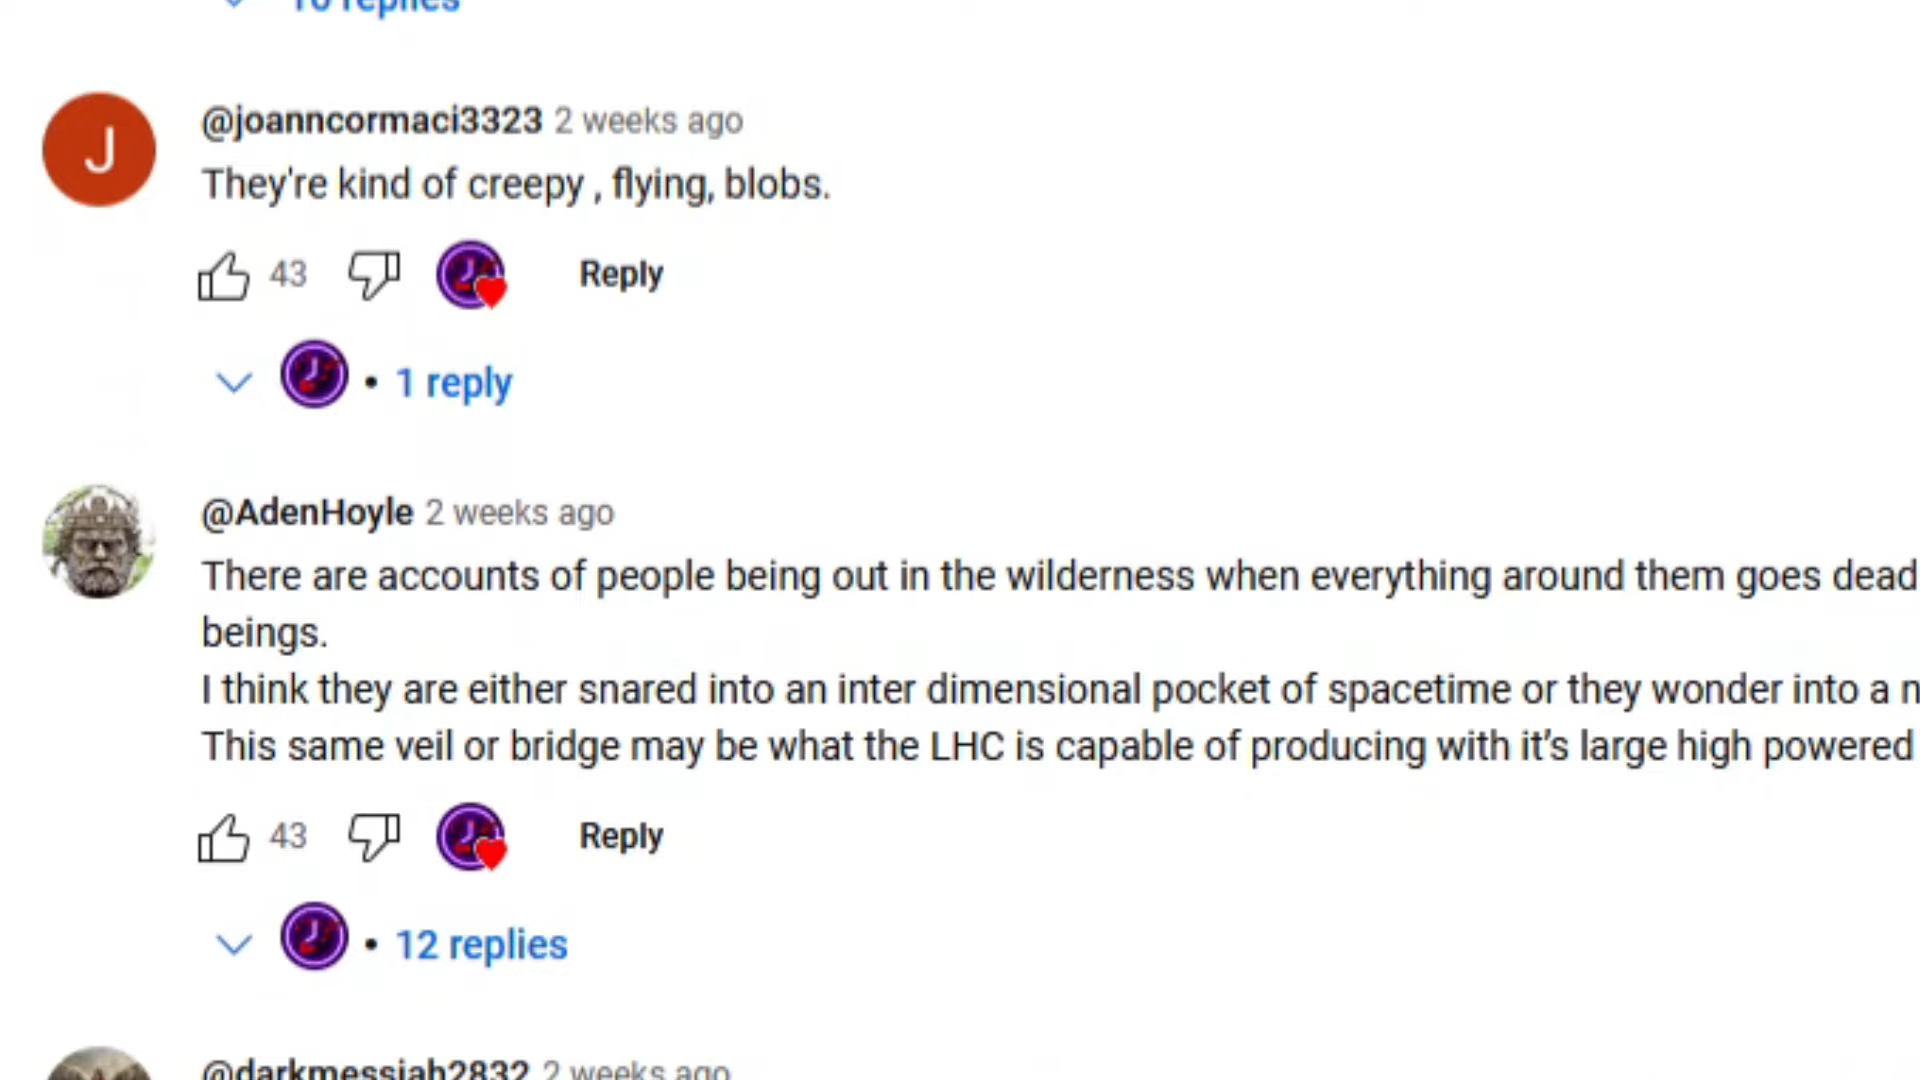 10 replies
J
@joanncormaci3323 2 weeks ago
They're kind of creepy , flying, blobs.
43 Reply
1 reply
@AdenHoyle 2 weeks ago
There are accounts of people being out in the wilderness when everything around them goes dead
beings.
I think they are either snared into an inter dimensional pocket of spacetime or they wonder into a
This same veil or bridge may be what the LHC is capable of producing with it’s large high powered
43 Reply
12 replies
@darkmessiah2832 2 weeks ago